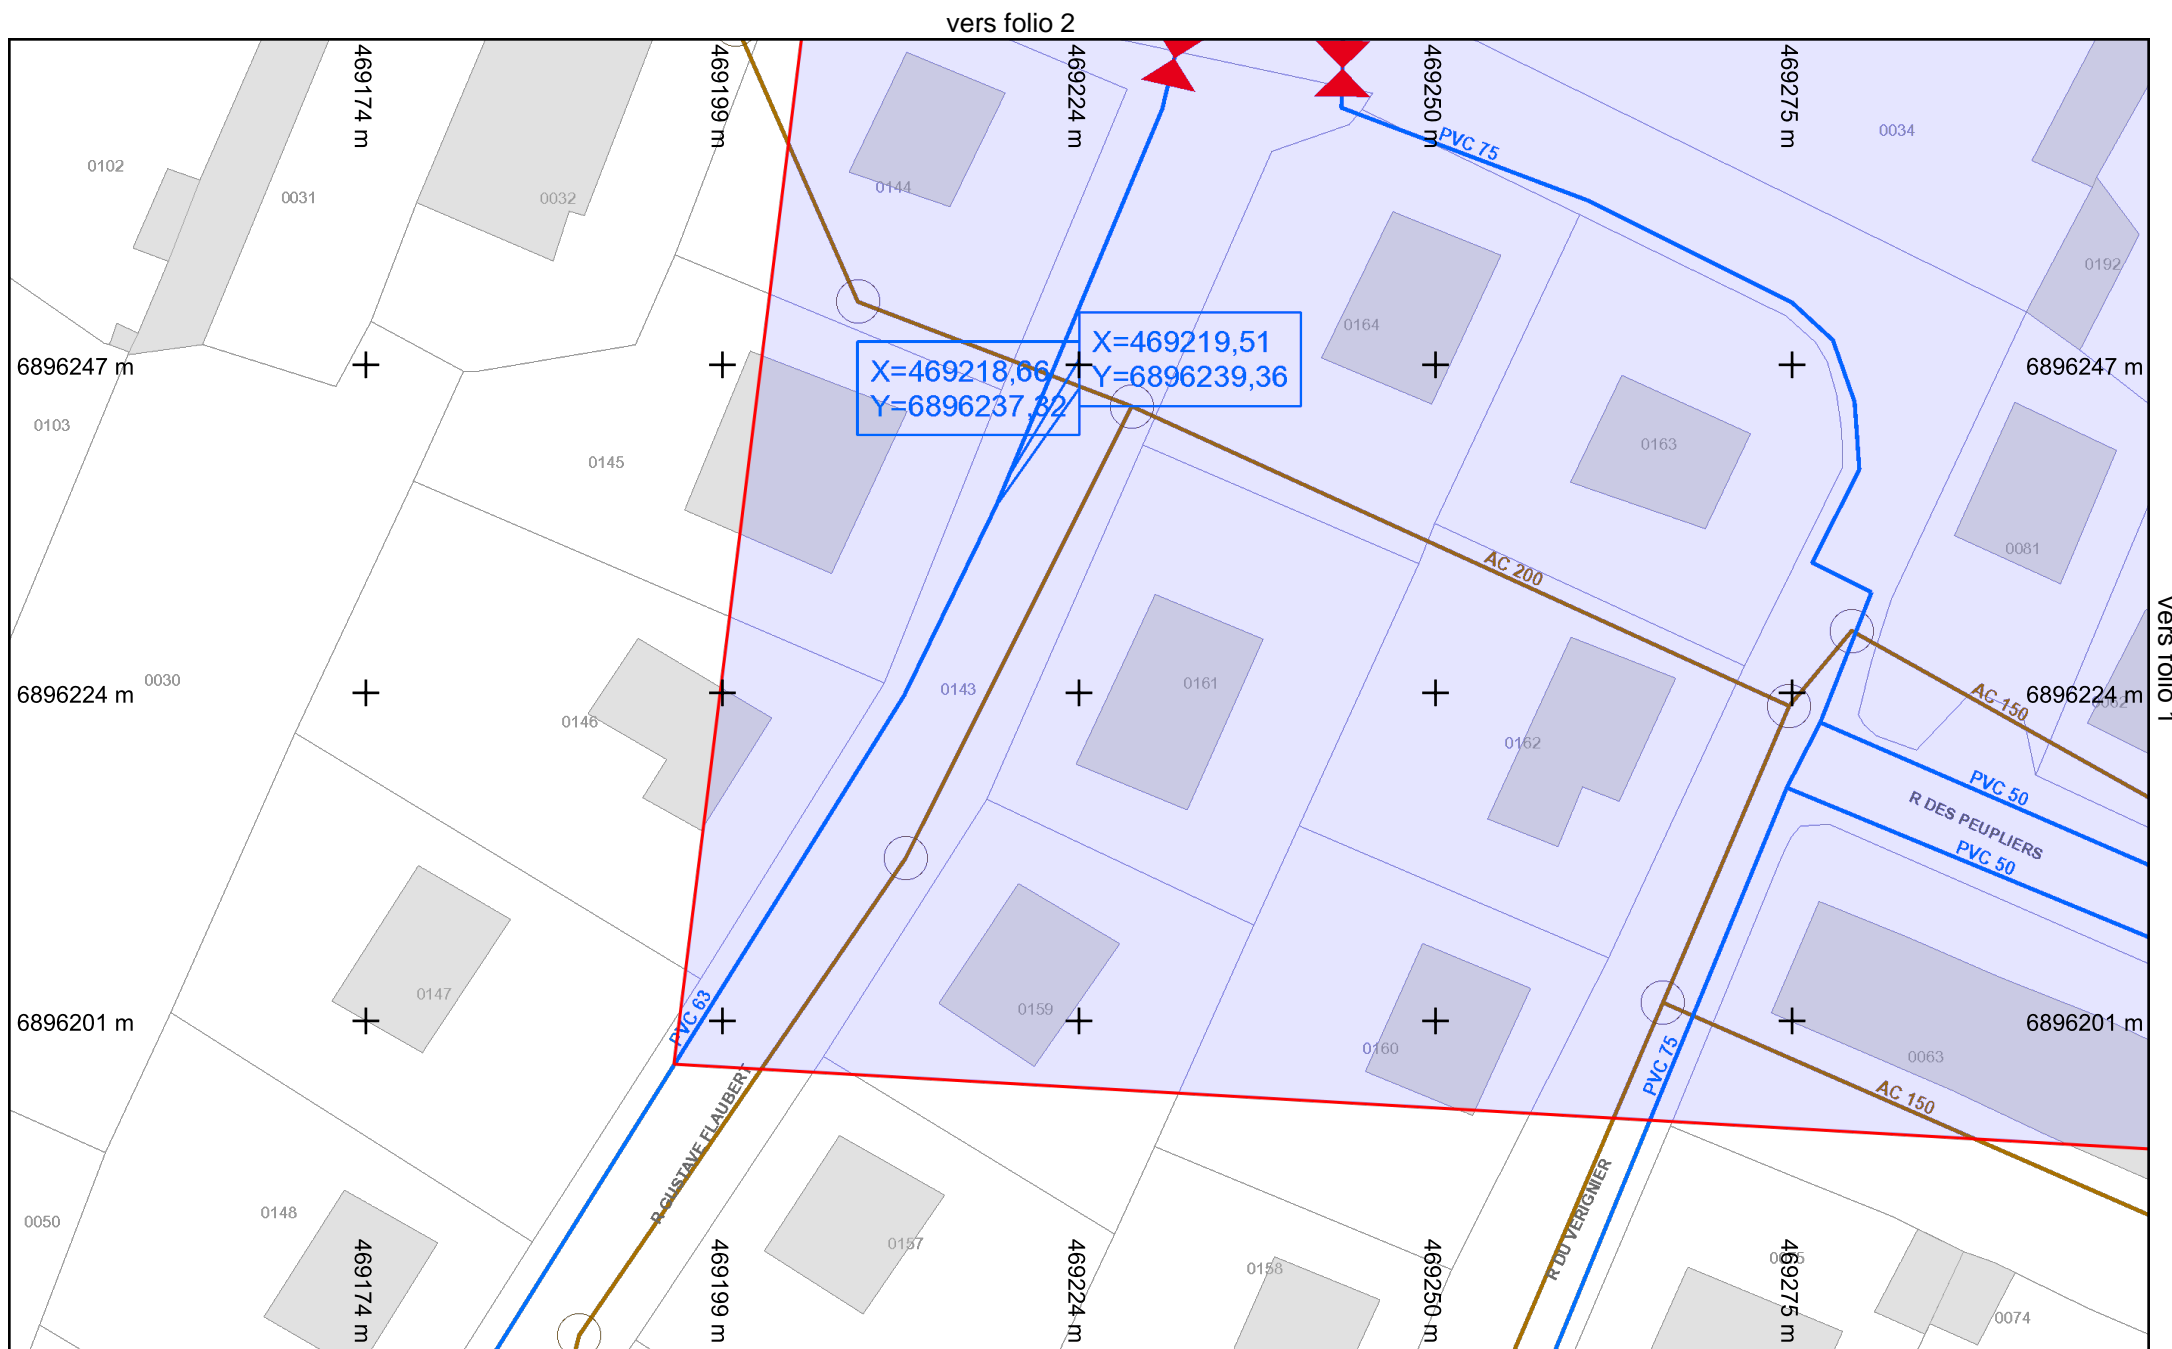 vers folio 2
469174 m
469199 m
469224 m
469250 m
469275 m
0034
PVC 75
0102
0031
0032
0144
0192
X=469219,51
Y=6896239,36
0164
6896247 m
6896247 m
X=469218,66
Y=6896237,32
0103
0145
0163
0081
AC 200
vers folio 1
0030
6896224 m
0143
0161
0146
0162
AC 150
6896224 m
0062
PVC 50
R DES PEUPLIERS
PVC 50
0147
PVC 63
0159
6896201 m
6896201 m
0160
PVC 75
0063
AC 150
R GUSTAVE FLAUBERT
R DU VERIGNIER
0050
0148
0157
0158
0074
469174 m
469199 m
469224 m
469250 m
469275 m